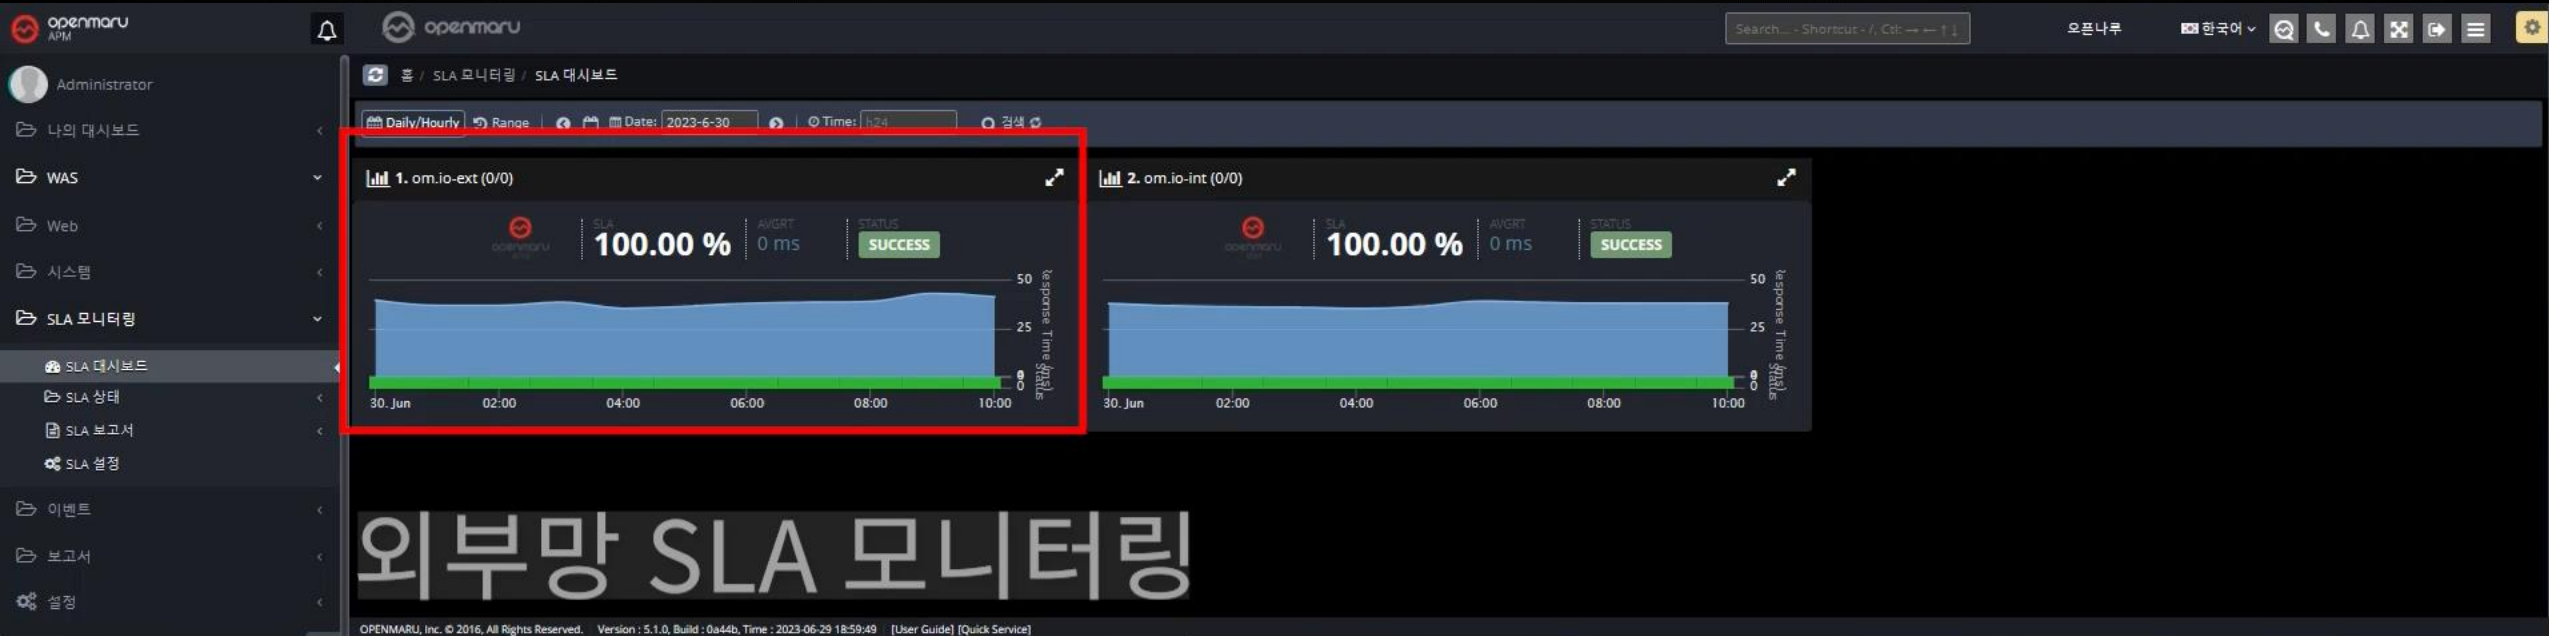 openmaru
APM
openmaru
Search... - Shortcut - /, Ctl: → ← ↑ ↓
오픈나루
한국어
Administrator
홈 / SLA 모니터링 / SLA 대시보드
나의 대시보드
Daily/Hourly Range Date: 2023-6-30 Time: h24 검색
WAS
1. om.io-ext (0/0)
2. om.io-int (0/0)
Web
openmaru
SLA
100.00 %
AVGRT
0 ms
STATUS
SUCCESS
openmaru
SLA
100.00 %
AVGRT
0 ms
STATUS
SUCCESS
시스템
SLA 모니터링
SLA 대시보드
SLA 상태
SLA 보고서
SLA 설정
이벤트
보고서
설정
50
25
0
0
Response Time (ms)
Status
30. Jun 02:00 04:00 06:00 08:00 10:00
50
25
0
0
Response Time (ms)
Status
30. Jun 02:00 04:00 06:00 08:00 10:00
외부망 SLA 모니터링
OPENMARU, Inc. © 2016, All Rights Reserved. Version : 5.1.0, Build : 0a44b, Time : 2023-06-29 18:59:49 [User Guide] [Quick Service]